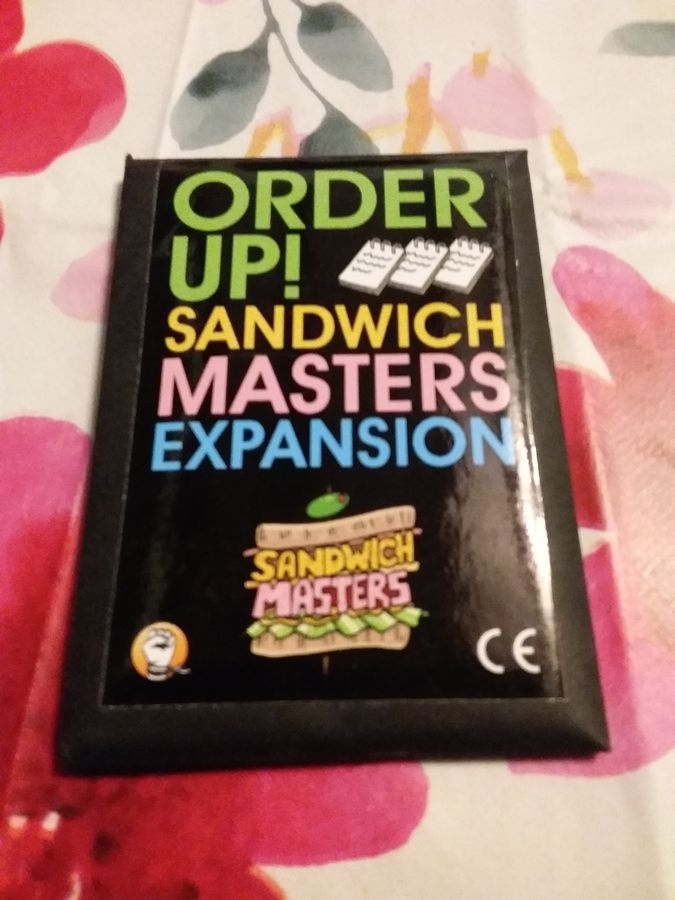 ORDER
UP!
SANDWICH
MASTERS
EXPANSION
SANDWICH
MASTERS
CE